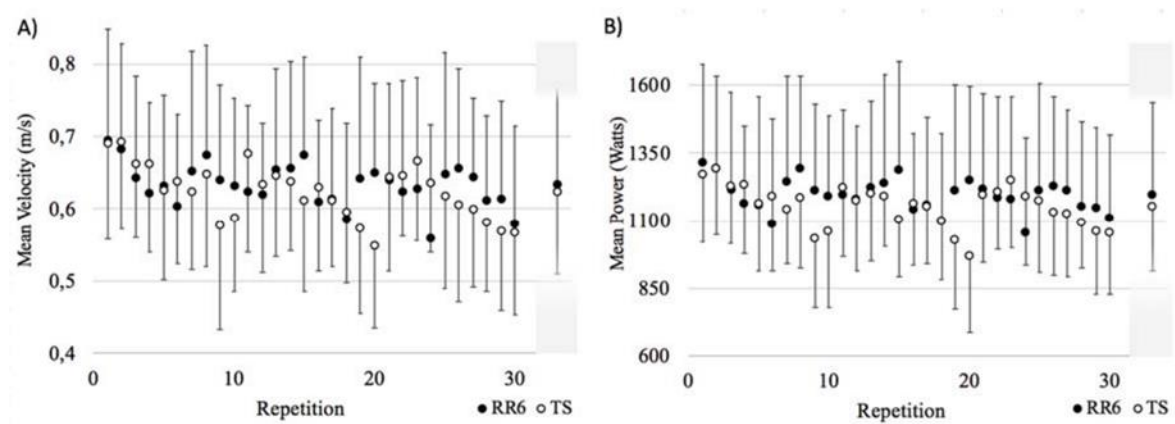 A)
Mean Velocity (m/s)
0,8
0,7
0,6
0,5
0,4
0
10
20
30
Repetition
RR6 TS
B)
Mean Power (Watts)
1600
1350
1100
850
600
0
10
20
30
Repetition
RR6 TS